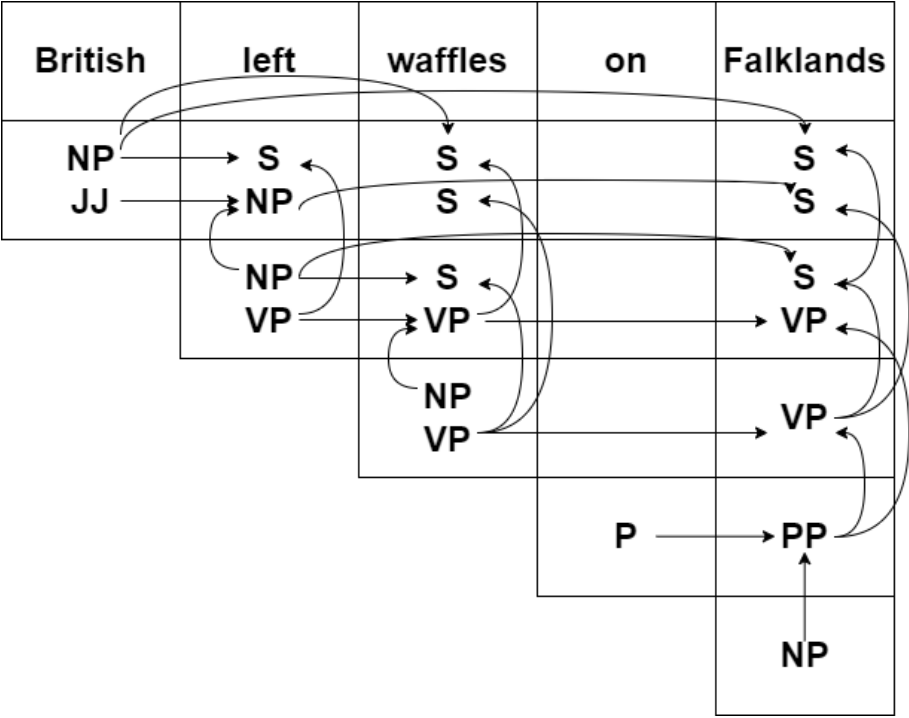 British left waffles on Falklands
NP S S S
JJ NP S S
NP S S
VP VP VP
NP
VP VP
P PP
NP